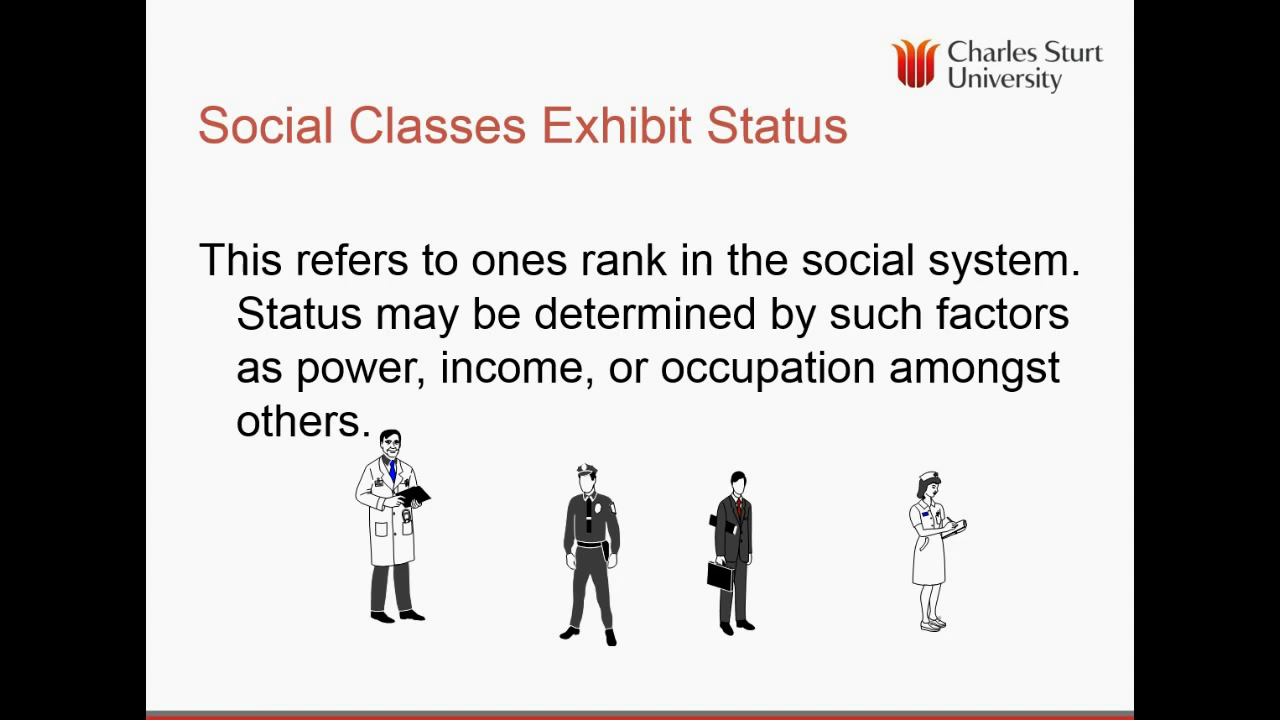 Charles Sturt
University
Social Classes Exhibit Status
This refers to ones rank in the social system.
Status may be determined by such factors
as power, income, or occupation amongst
others.